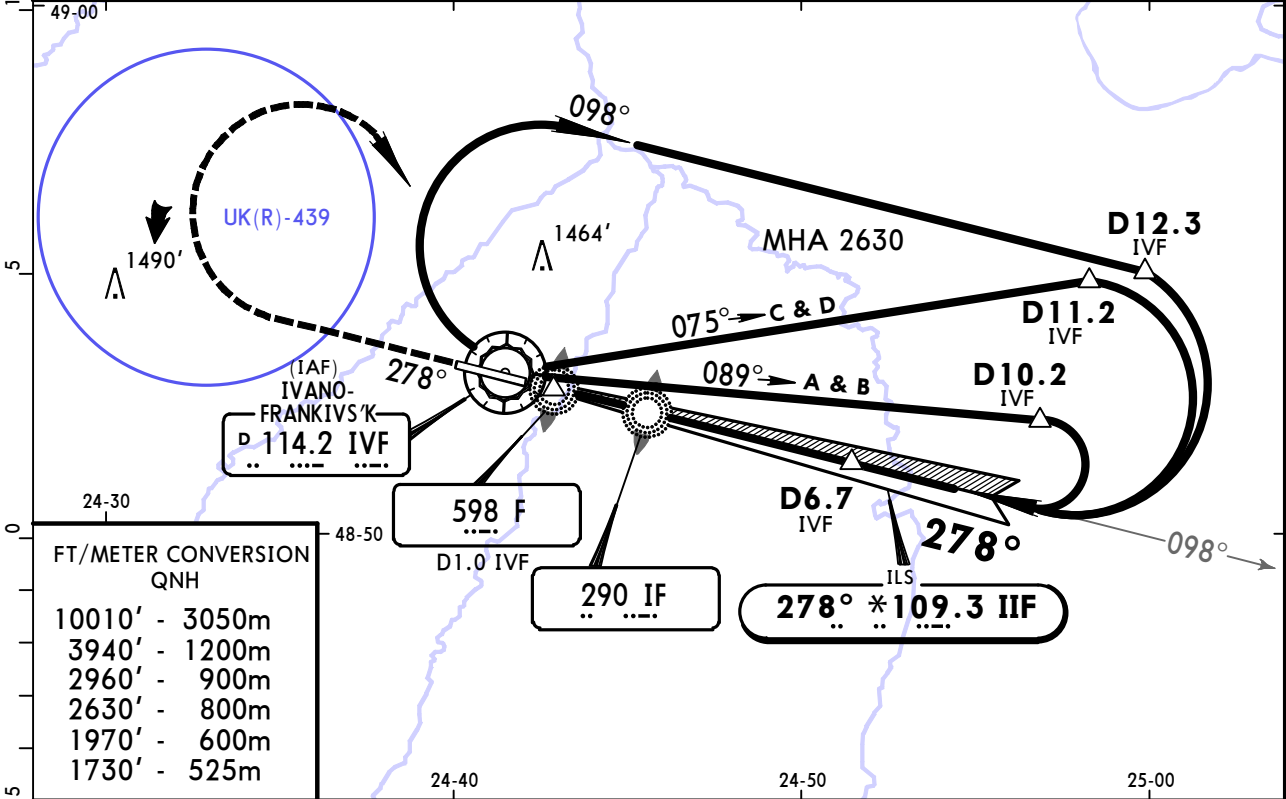 49-00
098°
UK(R)-439
1490'
1464'
MHA 2630
D12.3
IVF
5
D11.2
IVF
075° C & D
089° A & B
D10.2
IVF
278°
(IAF)
IVANO-
FRANKIVS'K
D 114.2 IVF
D6.7
IVF
278°
098°
598 F
D1.0 IVF
290 IF
ILS
278° *109.3 IIF
24-30
48-50
0
FT/METER CONVERSION
QNH
10010' - 3050m
3940' - 1200m
2960' - 900m
2630' - 800m
1970' - 600m
1730' - 525m
24-40
24-50
25-00
5